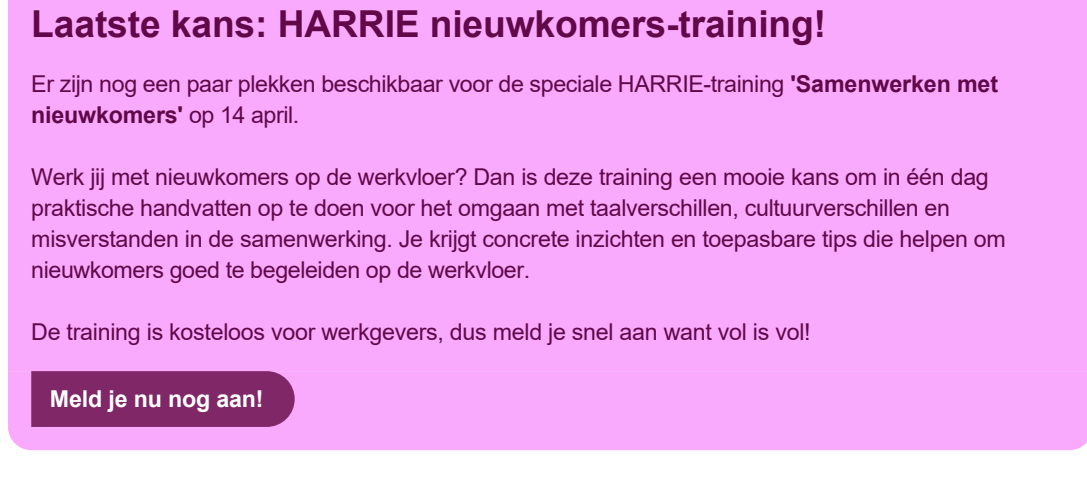 Laatste kans: HARRIE nieuwkomers-training!
Er zijn nog een paar plekken beschikbaar voor de speciale HARRIE-training 'Samenwerken met
nieuwkomers' op 14 april.
Werk jij met nieuwkomers op de werkvloer? Dan is deze training een mooie kans om in één dag
praktische handvatten op te doen voor het omgaan met taalverschillen, cultuurverschillen en
misverstanden in de samenwerking. Je krijgt concrete inzichten en toepasbare tips die helpen om
nieuwkomers goed te begeleiden op de werkvloer.
De training is kosteloos voor werkgevers, dus meld je snel aan want vol is vol!
Meld je nu nog aan!